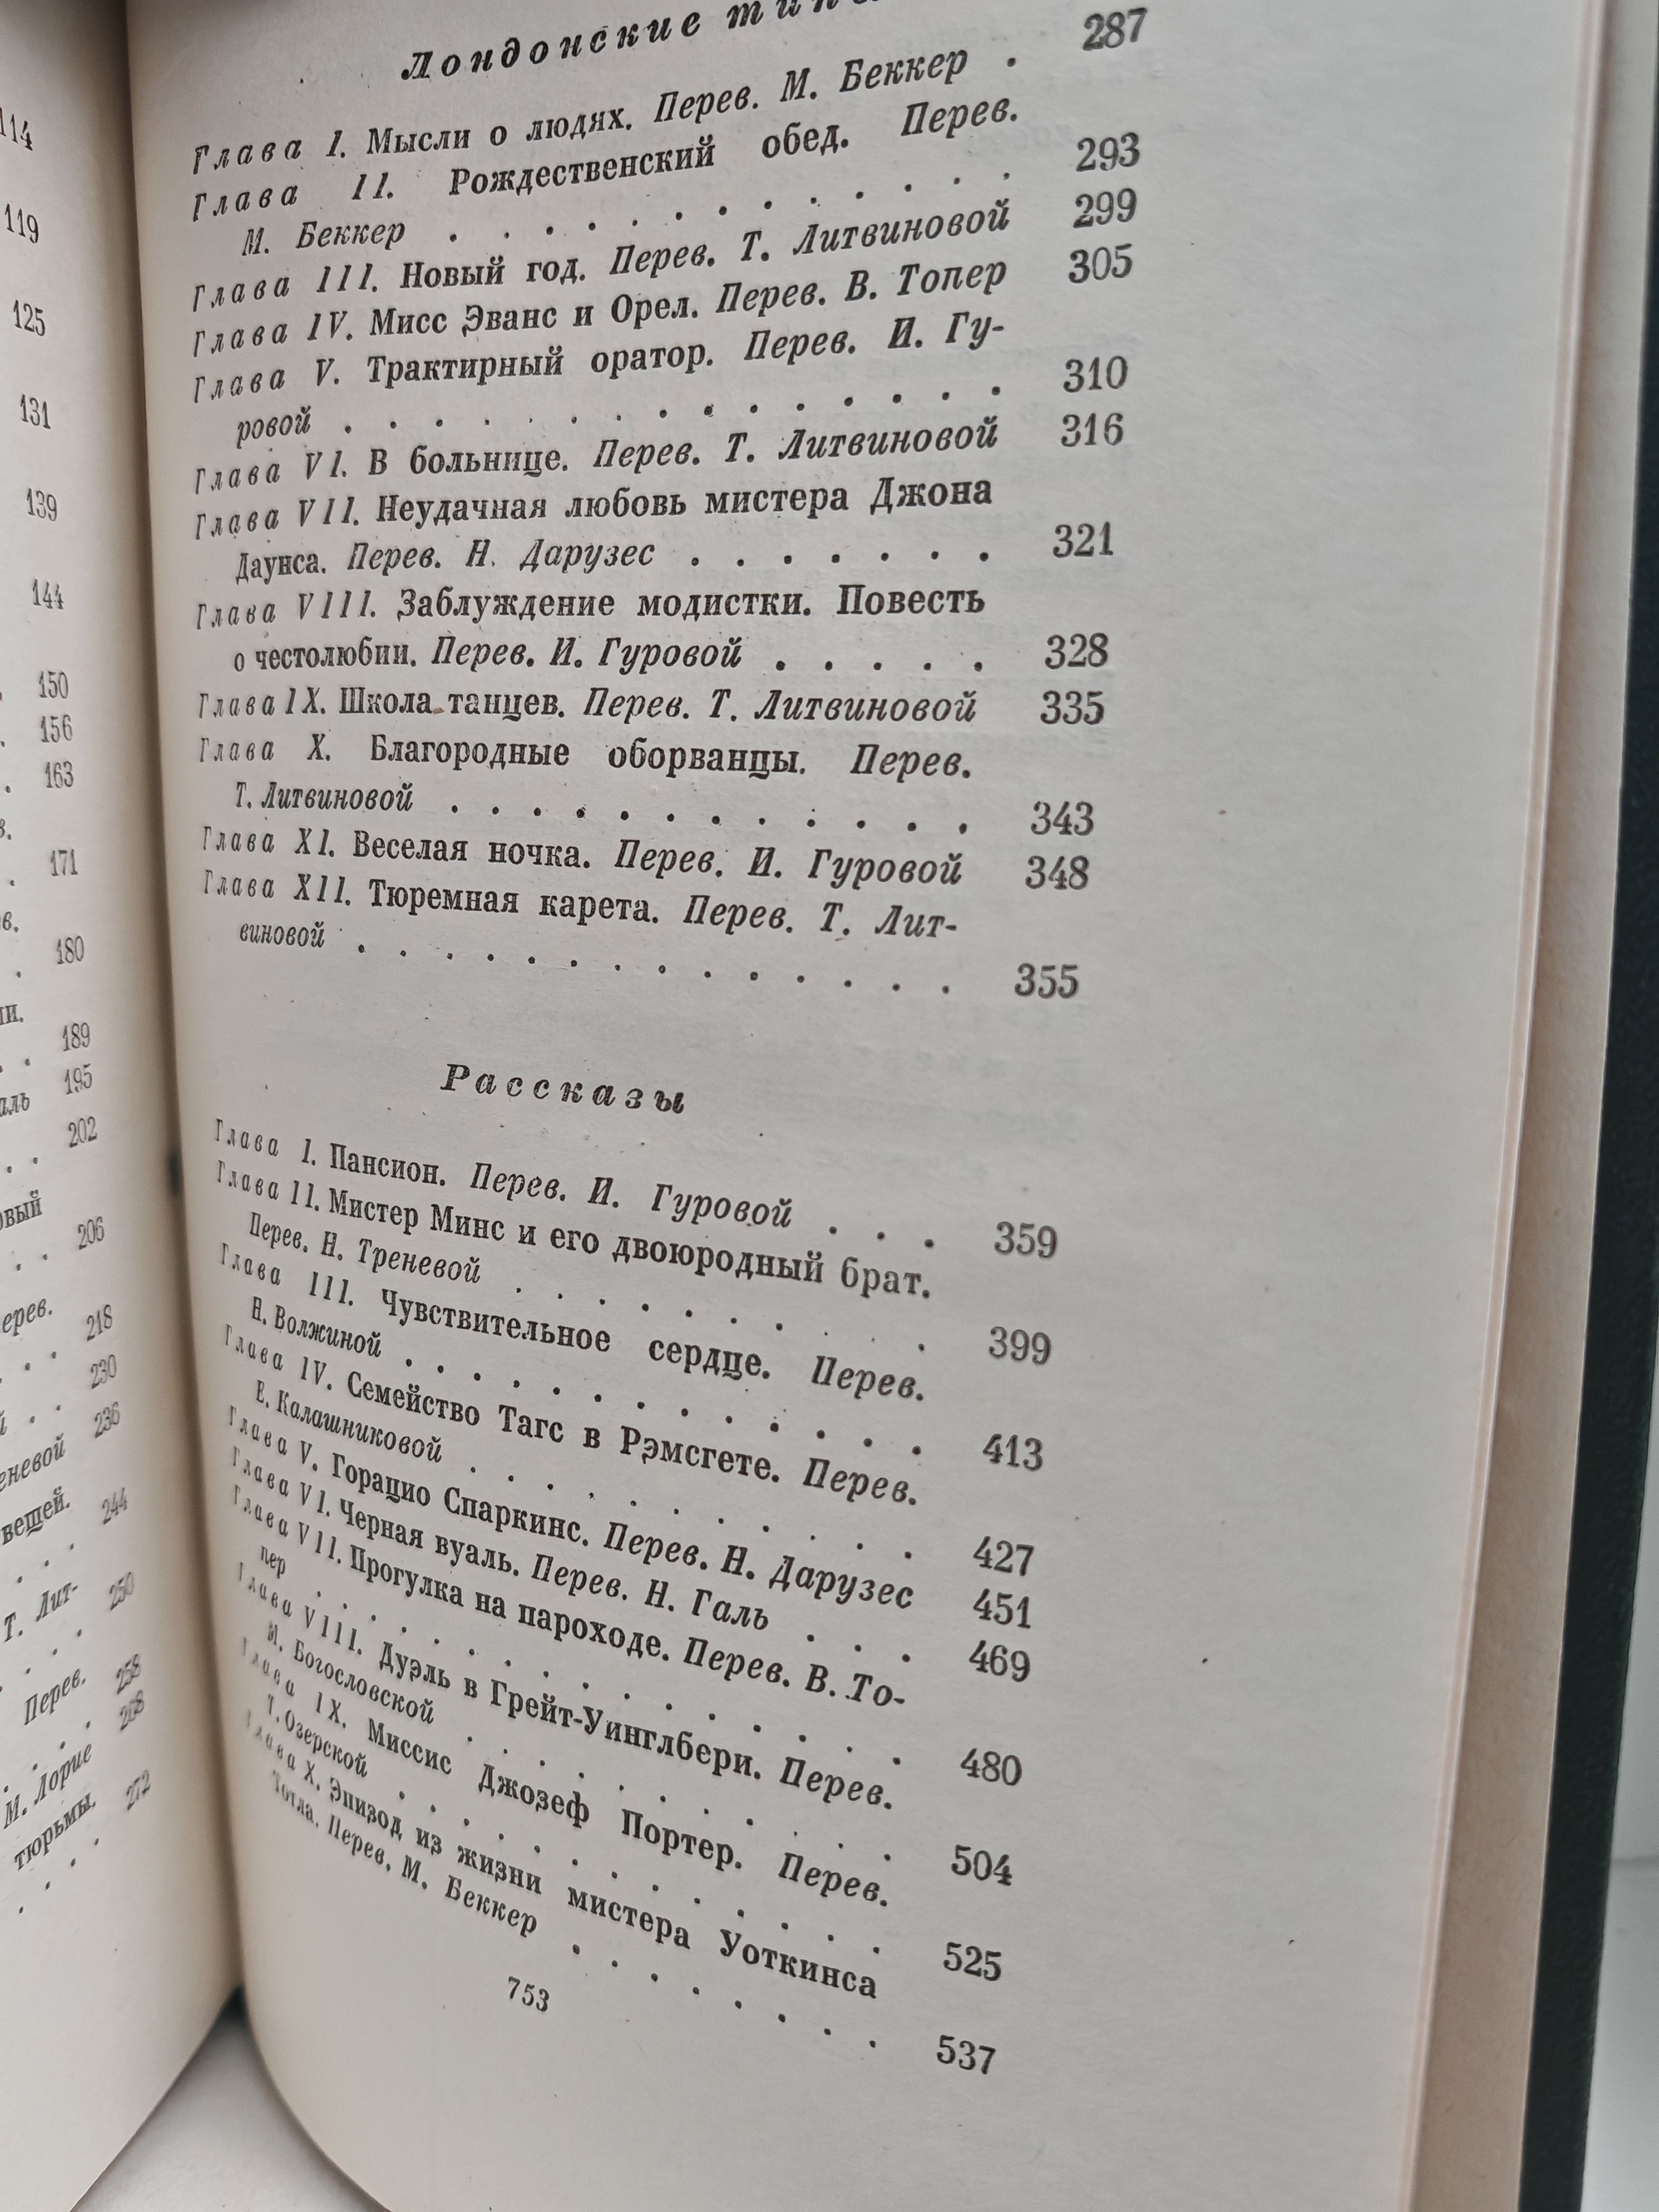 114
119
125
131
139
144
150
156
163
171
180
189
195
202
206
218
Перев.
230
236
вещей.
244
Т. Лит-
250
Перев.
258
М. Лорие
268
тюрьмы,
272
Лондонские
Глава I. Мысли о людях. Перев. М. Беккер . 287
Глава II. Рождественский обед. Перев.
М. Беккер . . . . . . . . . . . 293
Глава III. Новый год. Перев. Т. Литвиновой 299
Глава IV. Мисс Эванс и Орел. Перев. В. Топер 305
Глава V. Трактирный оратор. Перев. И. Гу-
ровой . . . . . . . . . . . . . . . 310
Глава VI. В больнице. Перев. Т. Литвиновой 316
Глава VII. Неудачная любовь мистера Джона
Даунса. Перев. Н. Дарузес . . . . . . . 321
Глава VIII. Заблуждение модистки. Повесть
о честолюбии. Перев. И. Гуровой . . . . . 328
Глава IX. Школа танцев. Перев. Т. Литвиновой 335
Глава X. Благородные оборванцы. Перев.
Т. Литвиновой . . . . . . . . . . . . 343
Глава XI. Веселая ночка. Перев. И. Гуровой 348
Глава XII. Тюремная карета. Перев. Т. Лит-
виновой . . . . . . . . . . . . . . 355
Рассказы
Глава I. Пансион. Перев. И. Гуровой . . . 359
Глава II. Мистер Минс и его двоюродный брат.
Перев. Н. Треневой . . . . . . . . . . 399
Глава III. Чувствительное сердце. Перев.
Н. Волжиной . . . . . . . . . . . . 413
Глава IV. Семейство Тагс в Рэмсгете. Перев.
Е. Калашниковой . . . . . . . . . . . 427
Глава V. Горацио Спаркинс. Перев. Н. Дарузес 451
Глава VI. Черная вуаль. Перев. Н. Галь . . . 469
Глава VII. Прогулка на пароходе. Перев. В. То-
пер . . . . . . . . . . . . . . . 480
Глава VIII. Дуэль в Грейт-Уинглбери. Перев.
М. Богословской . . . . . . . . . . . 504
Глава IX. Миссис Джозеф Портер. Перев.
Т. Озерской . . . . . . . . . . . . 525
Глава X. Эпизод из жизни мистера Уоткинса
Тотла. Перев. М. Беккер . . . . . . . . 537
753